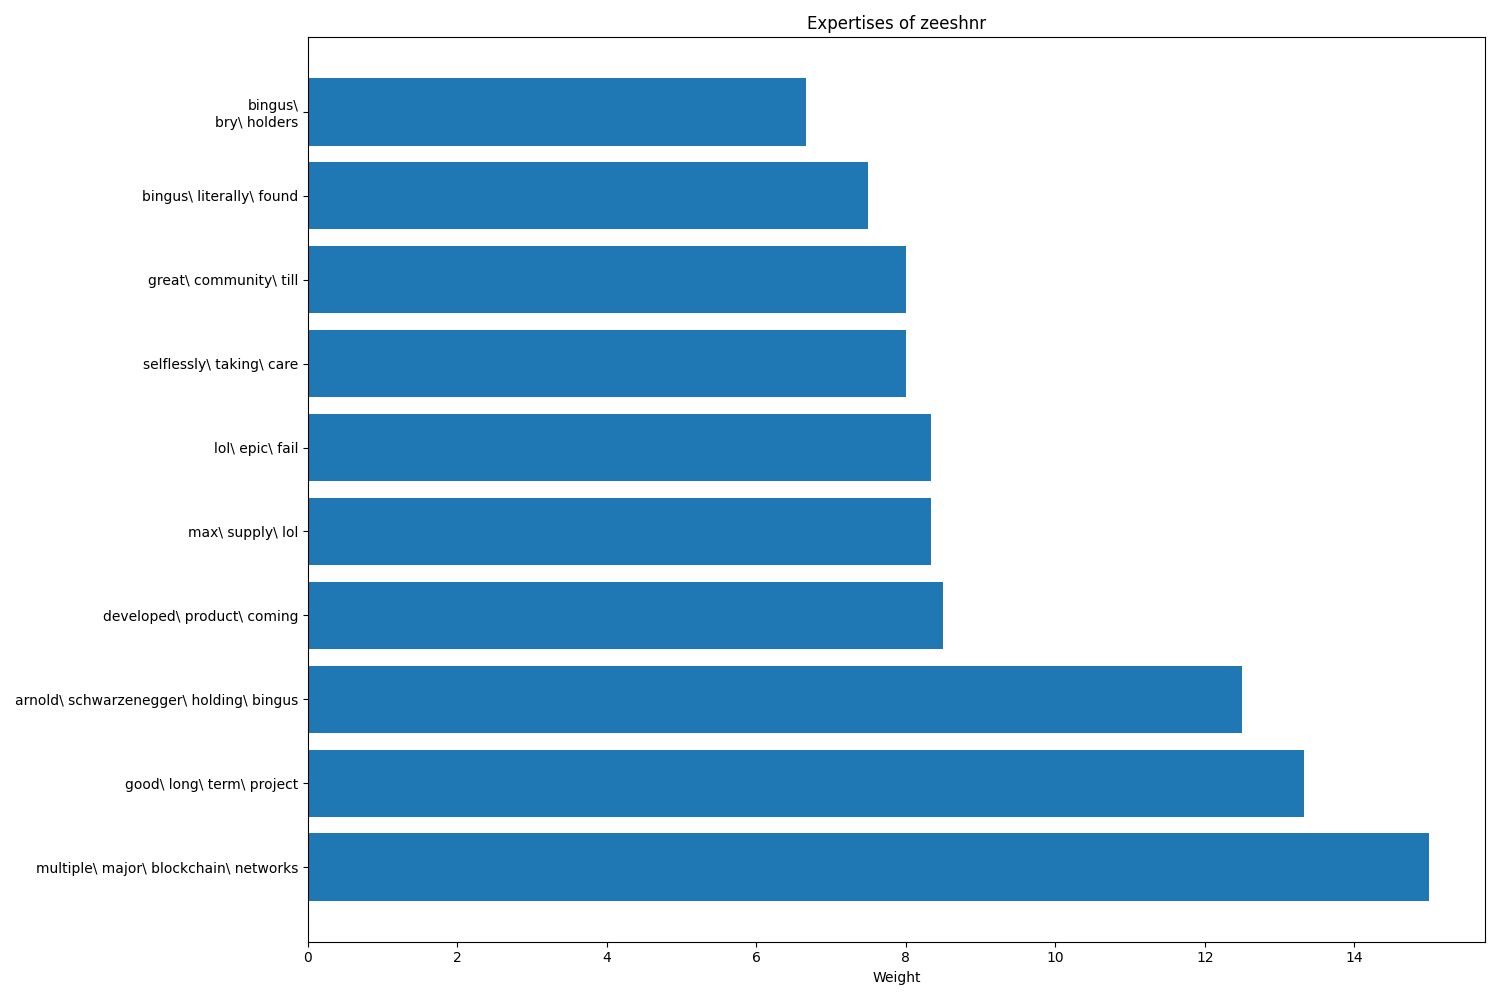 Expertises of zeeshnr
bingus\
bry\ holders
bingus\ literally\ found
great\ community\ till
selflessly\ taking\ care
lol\ epic\ fail
max\ supply\ lol
developed\ product\ coming
arnold\ schwarzenegger\ holding\ bingus
good\ long\ term\ project
multiple\ major\ blockchain\ networks
0 2 4 6 8 10 12 14
Weight